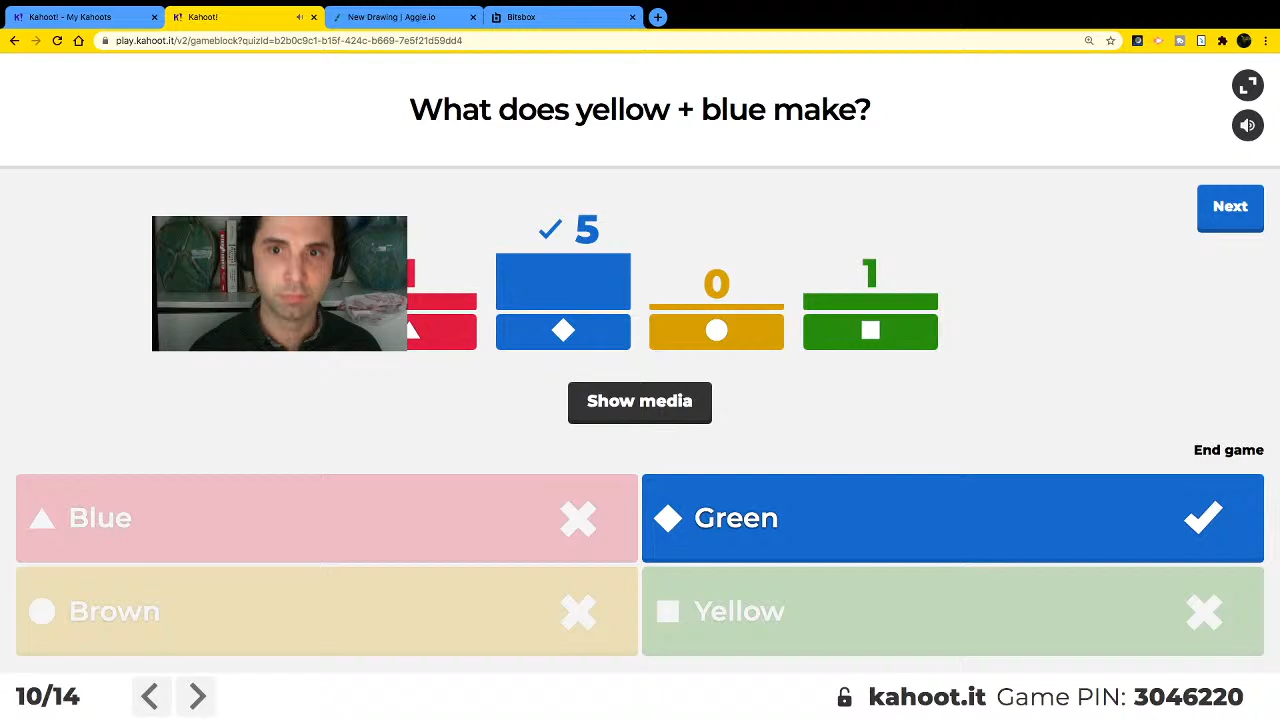 Kahoot! - My Kahoots
Kahoot!
New Drawing | Aggie.io
Bitsbox
play.kahoot.it/v2/gameblock?quizId=b2b0c9c1-b15f-424c-b669-7e5f21d59dd4
What does yellow + blue make?
Next
1
5
0
1
Show media
End game
Blue
Green
Brown
Yellow
10/14
kahoot.it Game PIN: 3046220